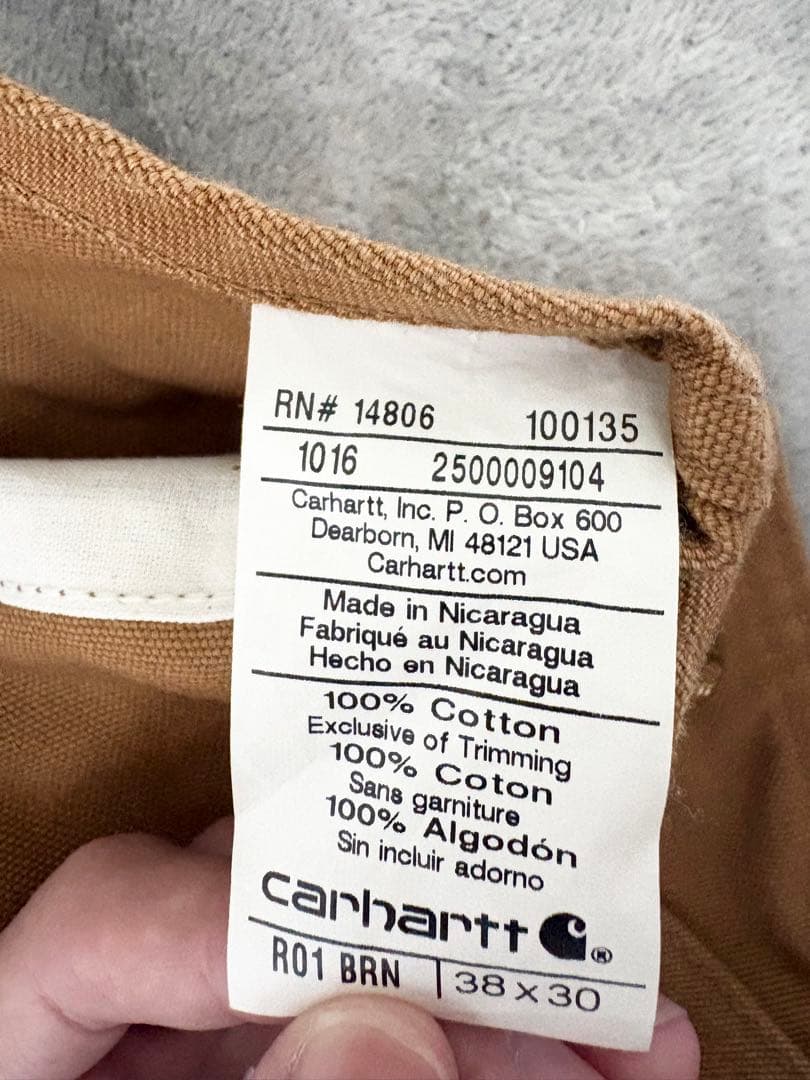 RN# 14806 100135
1016 2500009104
Carhartt, Inc. P. O. Box 600
Dearborn, MI 48121 USA
Carhartt.com
Made in Nicaragua
Fabriqué au Nicaragua
Hecho en Nicaragua
100% Cotton
Exclusive of Trimming
100% Coton
Sans garniture
100% Algodón
Sin incluir adorno
carhartt ®
R01 BRN | 38 x 30